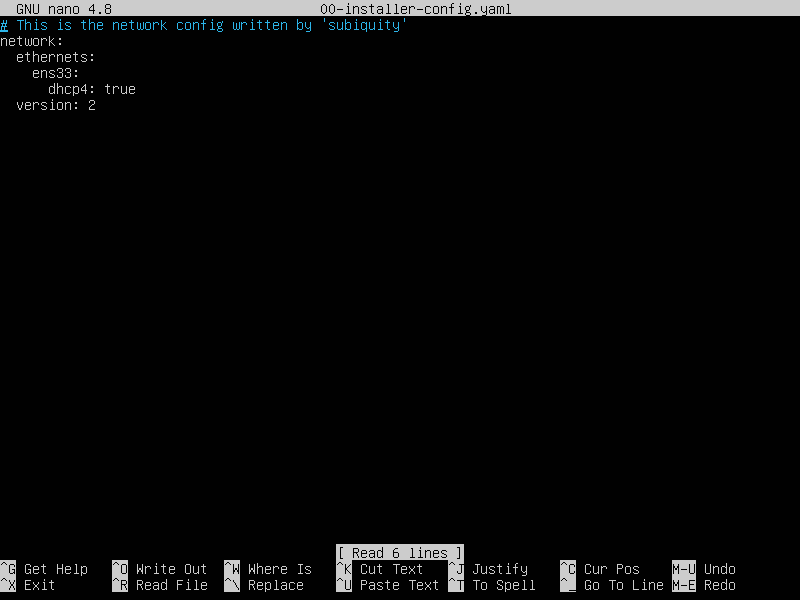 GNU nano 4.8 00-installer-config.yaml
# This is the network config written by 'subiquity'
network:
  ethernets:
    ens33:
      dhcp4: true
  version: 2
[ Read 6 lines ]
^G Get Help ^O Write Out ^W Where Is ^K Cut Text ^J Justify ^C Cur Pos M-U Undo
^X Exit ^R Read File ^\ Replace ^U Paste Text ^T To Spell ^_ Go To Line M-E Redo